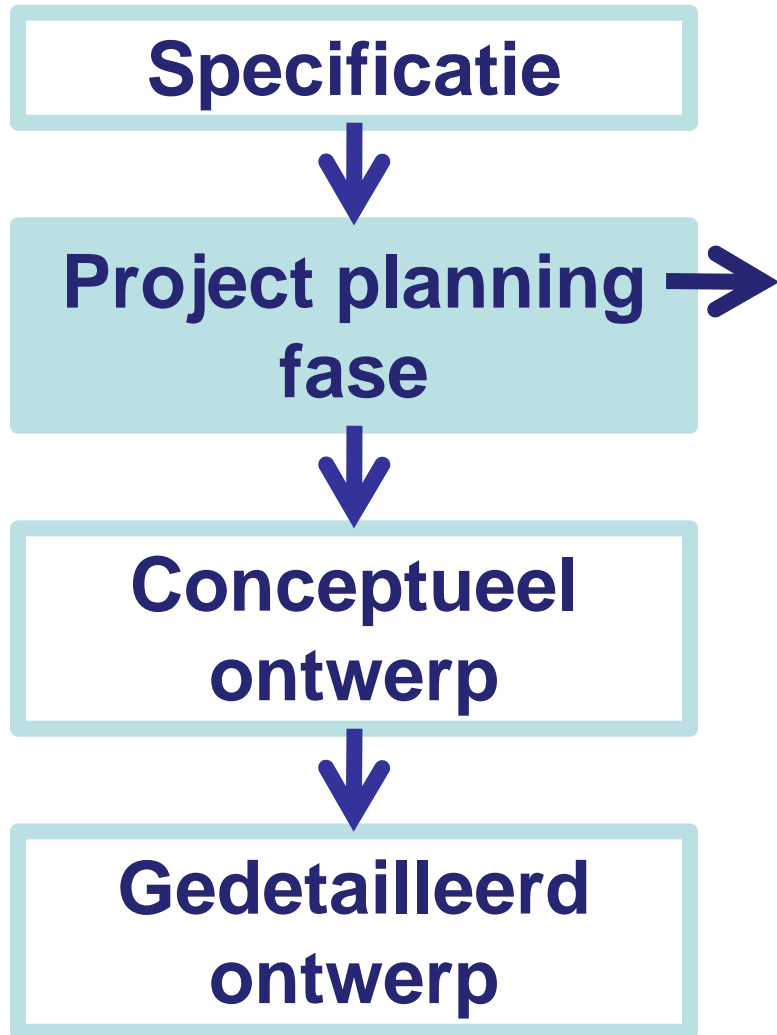 Specificatie
Project planning
fase
Conceptueel
ontwerp
Gedetailleerd
ontwerp